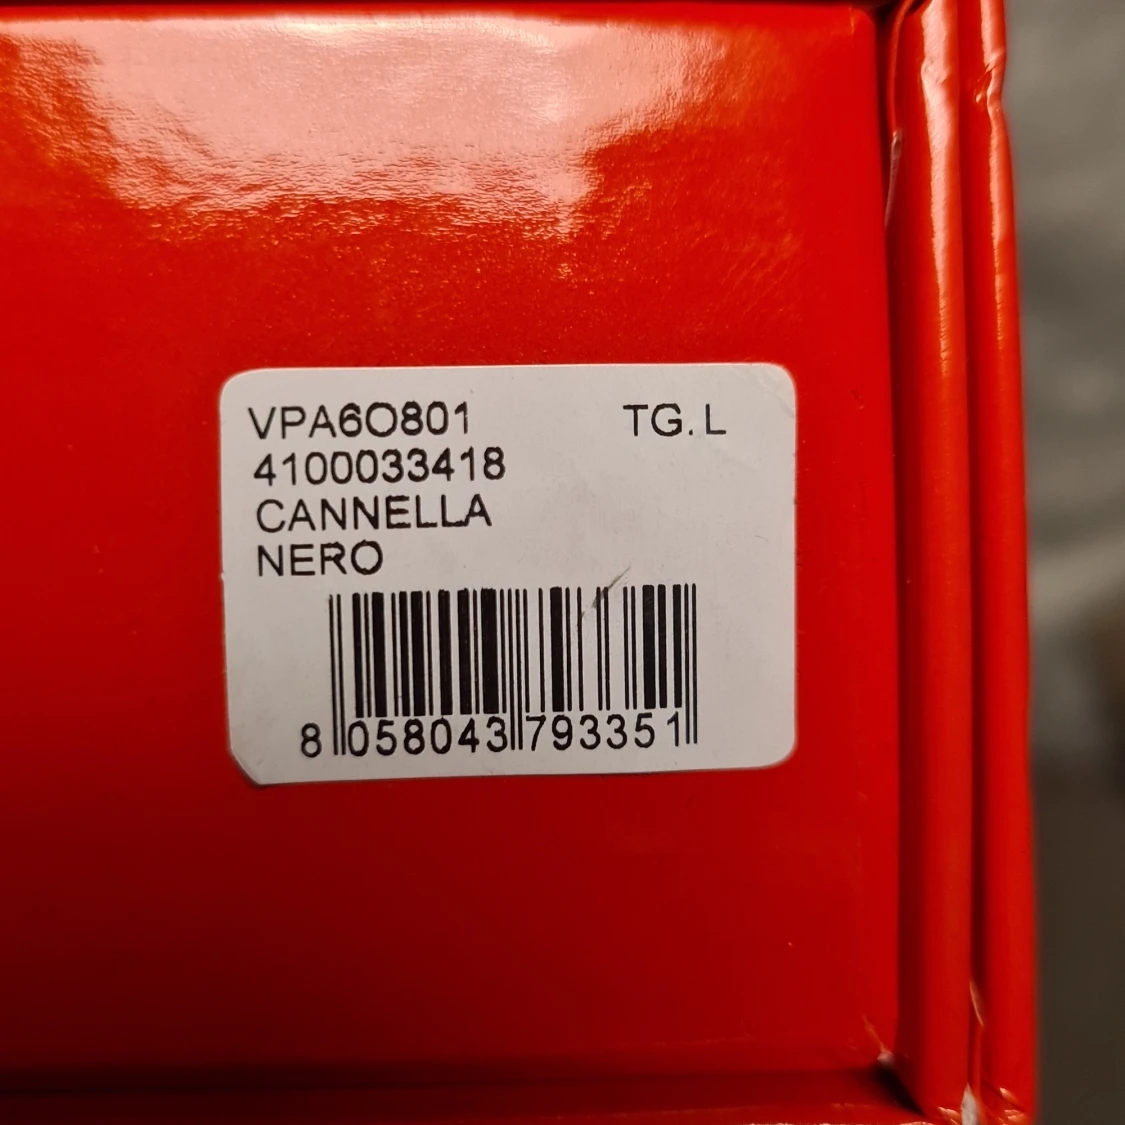 VPA6O801 TG. L
4100033418
CANNELLA
NERO
8 058043 793351